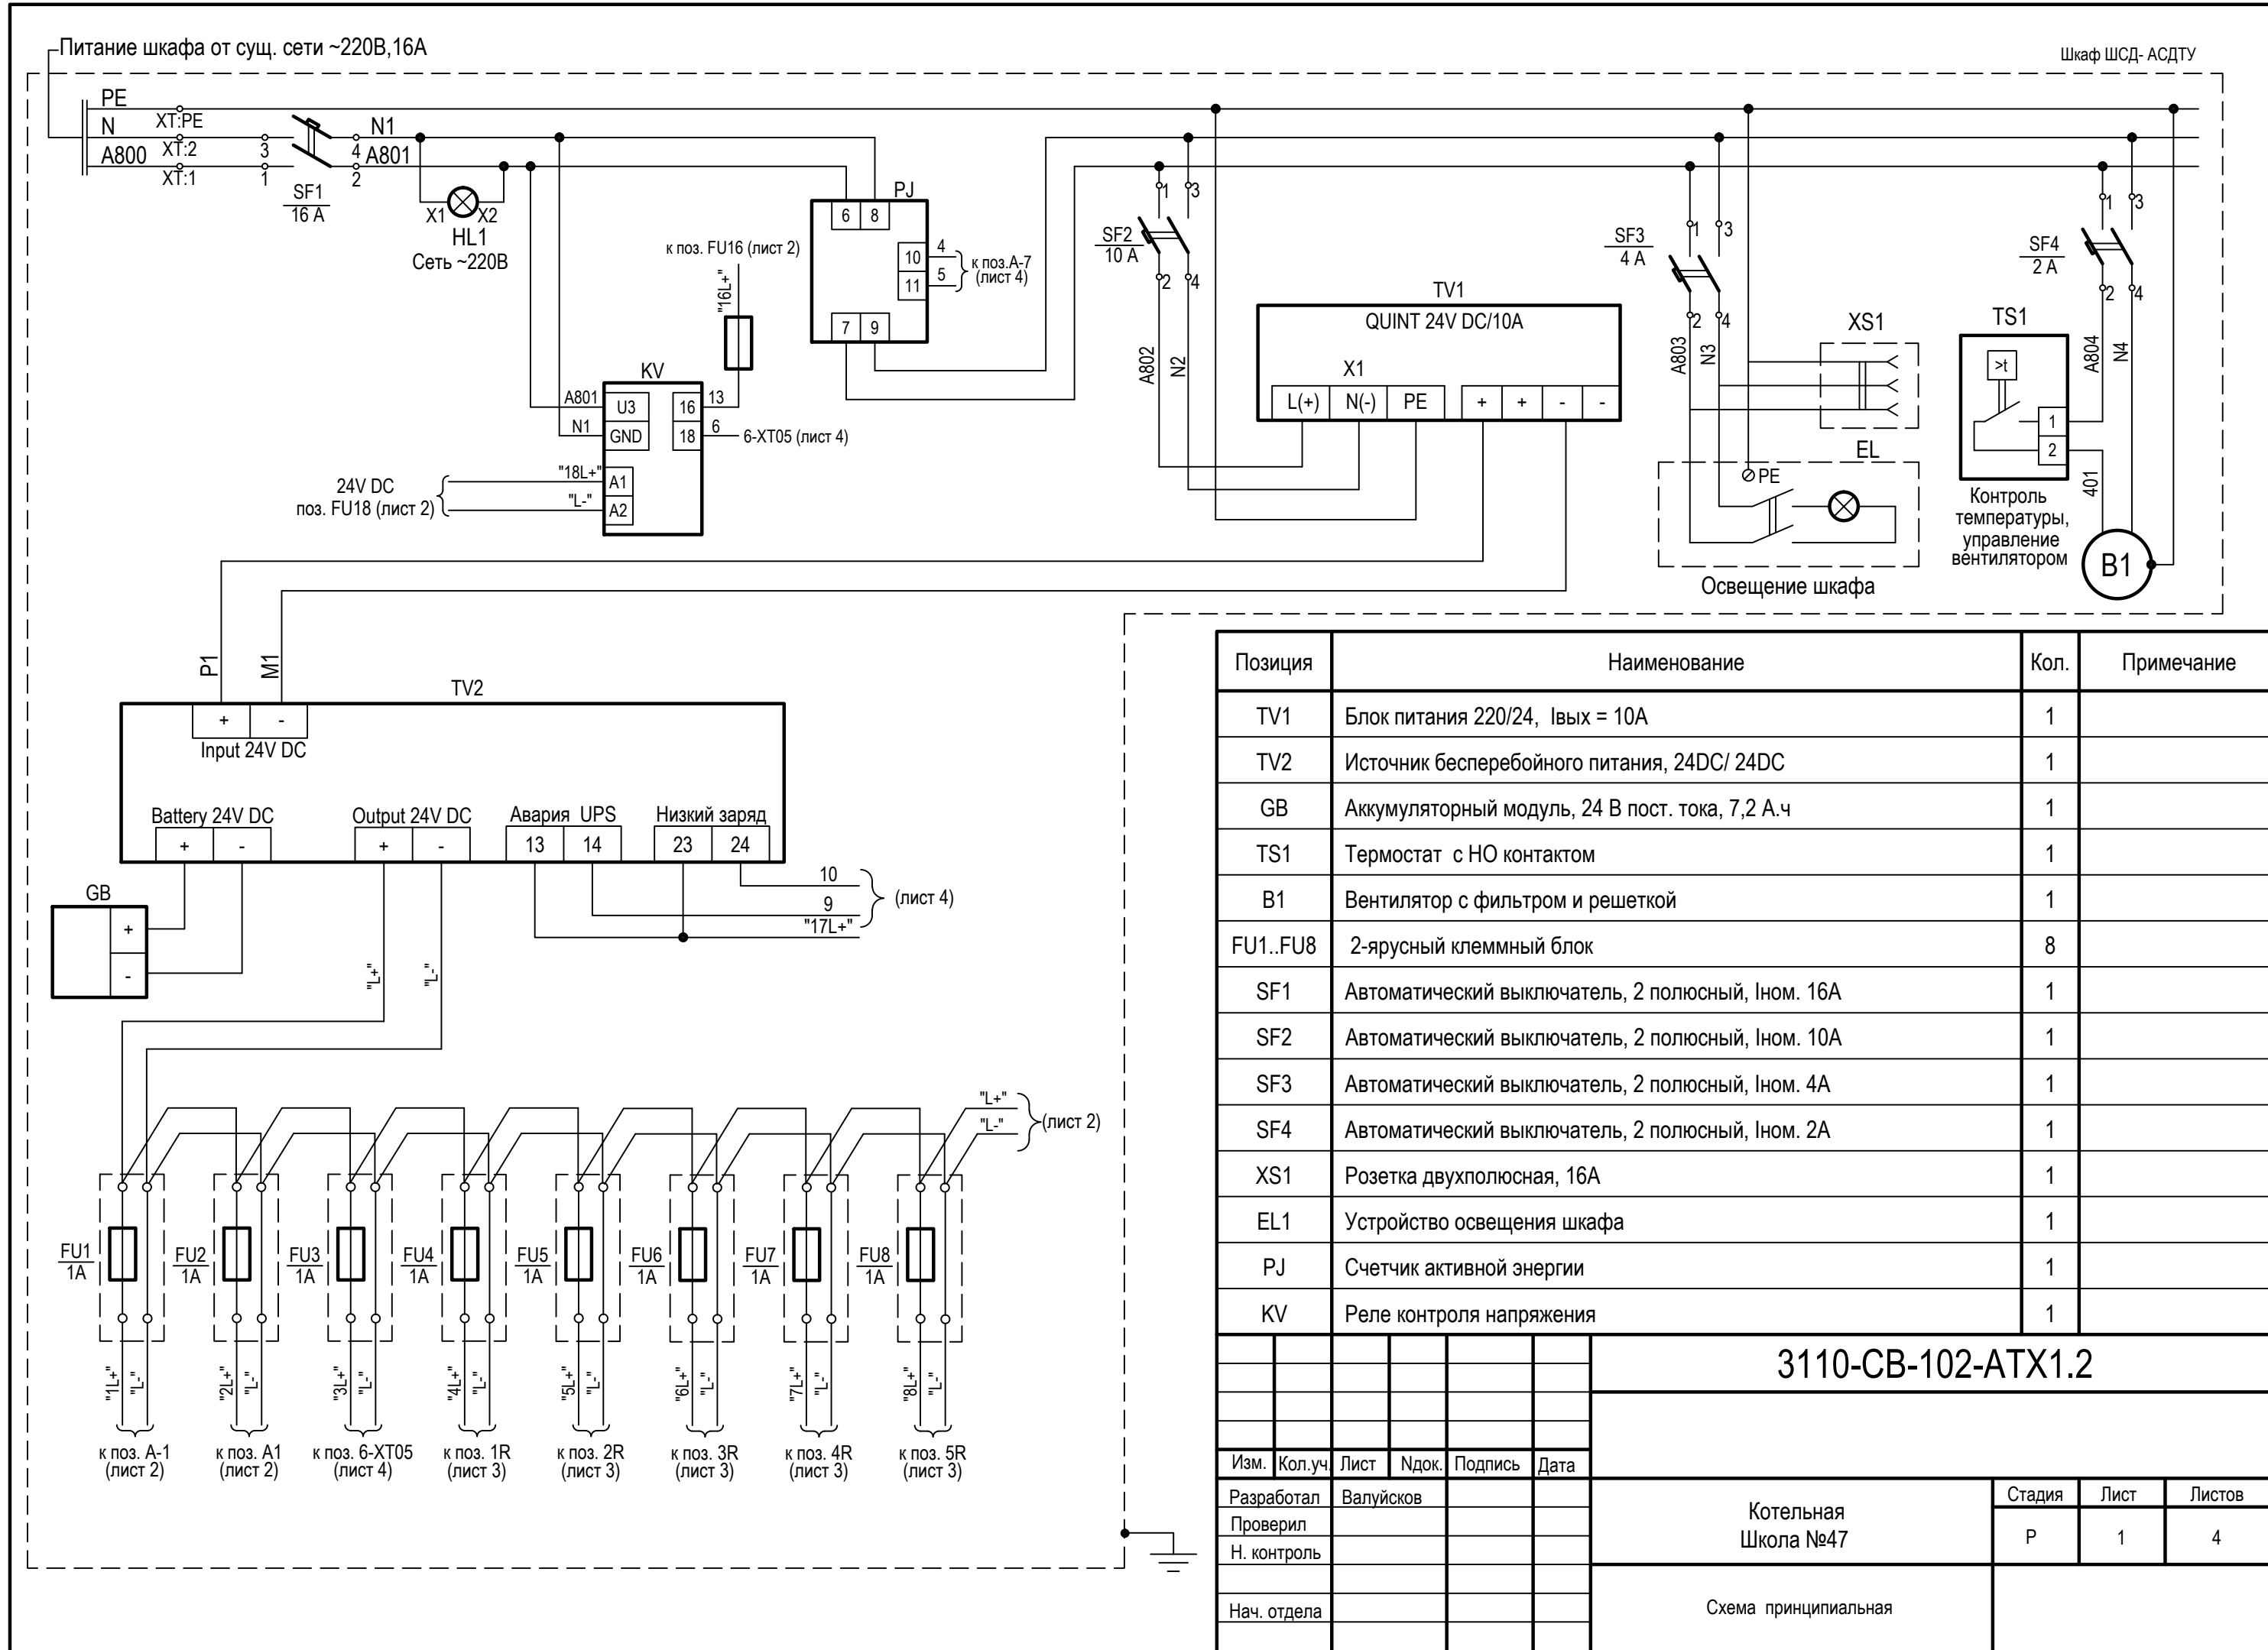 Питание шкафа от сущ. сети ~220В,16А
Шкаф ШСД- АСДТУ
PE
XT:PE
N
XT:2
3
4
N1
A800
XT:1
1
2
A801
SF1
16 А
X1
X2
HL1
Сеть ~220В
PJ
6
8
10
4
11
5
к поз.А-7
(лист 4)
7
9
к поз. FU16 (лист 2)
"16L+"
KV
A801
U3
16
13
N1
GND
18
6
6-XT05 (лист 4)
"18L+"
A1
"L-"
A2
24V DC
поз. FU18 (лист 2)
SF2
10 А
1
3
2
4
A802
N2
TV1
QUINT 24V DC/10A
X1
L(+)
N(-)
PE
+
+
-
-
SF3
4 А
1
3
2
4
A803
N3
XS1
EL
PE
Освещение шкафа
TS1
>t
1
2
Контроль
температуры,
управление
вентилятором
SF4
2 А
1
3
2
4
A804
N4
401
B1
P1
M1
TV2
+
-
Input 24V DC
Battery 24V DC
+
-
Output 24V DC
+
-
Авария UPS
13
14
Низкий заряд
23
24
10
9
"17L+"
(лист 4)
GB
+
-
"L+"
"L-"
"L+"
"L-"
(лист 2)
FU1
1А
FU2
1А
FU3
1А
FU4
1А
FU5
1А
FU6
1А
FU7
1А
FU8
1А
"1L+"
"L-"
"2L+"
"L-"
"3L+"
"L-"
"4L+"
"L-"
"5L+"
"L-"
"6L+"
"L-"
"7L+"
"L-"
"8L+"
"L-"
к поз. А-1
(лист 2)
к поз. А1
(лист 2)
к поз. 6-XT05
(лист 4)
к поз. 1R
(лист 3)
к поз. 2R
(лист 3)
к поз. 3R
(лист 3)
к поз. 4R
(лист 3)
к поз. 5R
(лист 3)
Позиция Наименование Кол. Примечание
TV1 Блок питания 220/24, Iвых = 10А 1
TV2 Источник бесперебойного питания, 24DC/ 24DC 1
GB Аккумуляторный модуль, 24 В пост. тока, 7,2 А.ч 1
TS1 Термостат с НО контактом 1
B1 Вентилятор с фильтром и решеткой 1
FU1..FU8 2-ярусный клеммный блок 8
SF1 Автоматический выключатель, 2 полюсный, Iном. 16А 1
SF2 Автоматический выключатель, 2 полюсный, Iном. 10А 1
SF3 Автоматический выключатель, 2 полюсный, Iном. 4А 1
SF4 Автоматический выключатель, 2 полюсный, Iном. 2А 1
XS1 Розетка двухполюсная, 16А 1
EL1 Устройство освещения шкафа 1
PJ Счетчик активной энергии 1
KV Реле контроля напряжения 1
3110-СВ-102-АТХ1.2
Изм. Кол.уч. Лист Nдок. Подпись Дата
Разработал Валуйсков
Проверил
Н. контроль
Нач. отдела
Котельная
Школа №47
Стадия Лист Листов
Р 1 4
Схема принципиальная